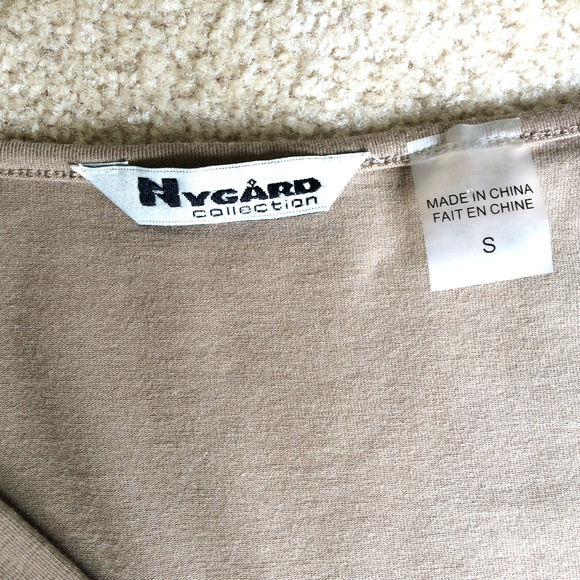 NYGÅRD
collection
MADE IN CHINA
FAIT EN CHINE
S